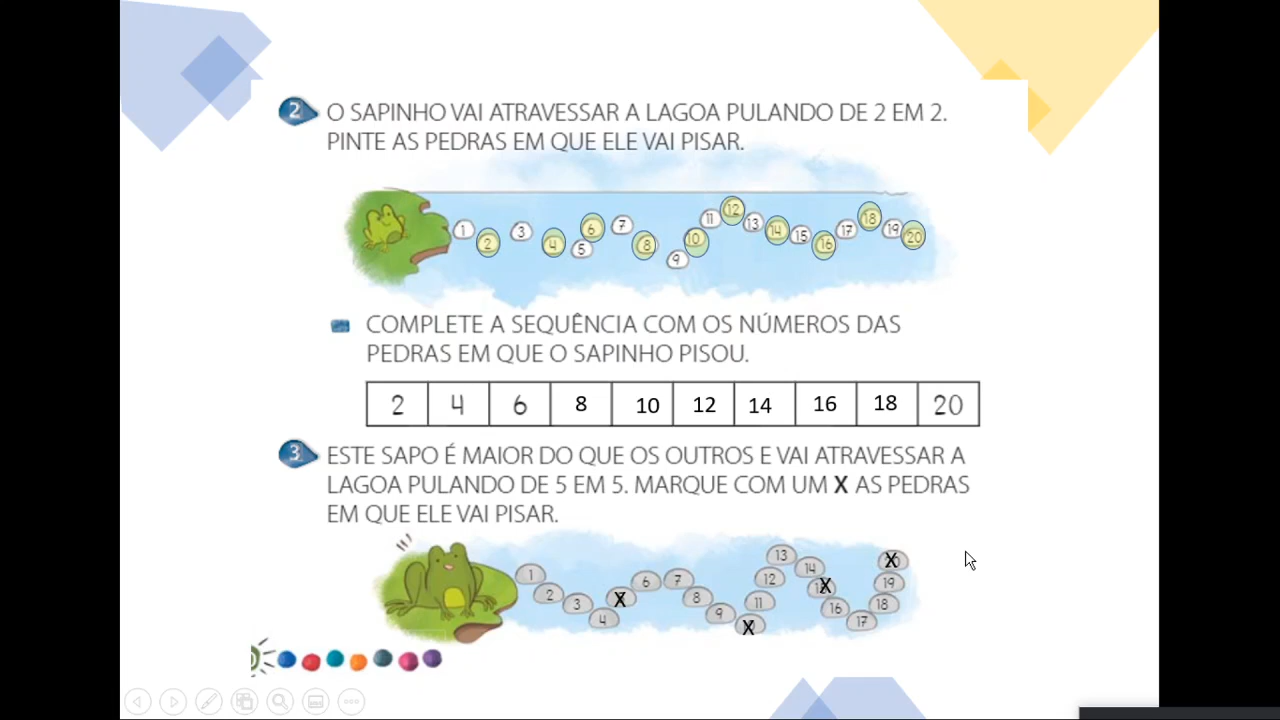 2 O SAPINHO VAI ATRAVESSAR A LAGOA PULANDO DE 2 EM 2.
PINTE AS PEDRAS EM QUE ELE VAI PISAR.
1 2 3 4 5 6 7 8 9 10 11 12 13 14 15 16 17 18 19 20
COMPLETE A SEQUÊNCIA COM OS NÚMEROS DAS
PEDRAS EM QUE O SAPINHO PISOU.
2 4 6 8 10 12 14 16 18 20
3 ESTE SAPO É MAIOR DO QUE OS OUTROS E VAI ATRAVESSAR A
LAGOA PULANDO DE 5 EM 5. MARQUE COM UM X AS PEDRAS
EM QUE ELE VAI PISAR.
1 2 3 4 X 6 7 8 9 X 11 12 13 14 X 16 17 18 19 X